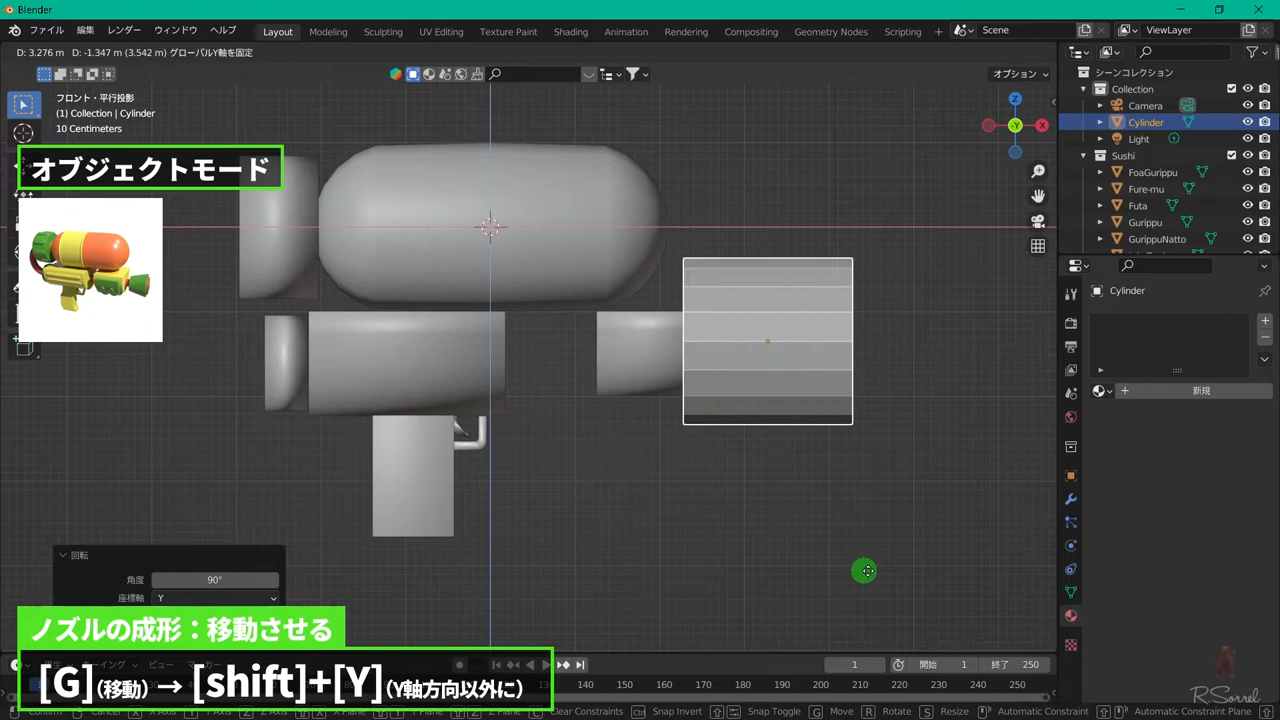 Blender
ファイル 編集 レンダー ウィンドウ ヘルプ Layout Modeling Sculpting UV Editing Texture Paint Shading Animation Rendering Compositing Geometry Nodes Scripting + Scene ViewLayer
D: 3.276 m D: -1.347 m (3.542 m) グローバルY軸を固定
オプション
シーンコレクション
Collection
Camera
Cylinder
Light
Sushi
FoaGurippu
Fure-mu
Futa
Gurippu
GurippuNatto
フロント・平行投影
(1) Collection | Cylinder
10 Centimeters
Z
-Y
X
オブジェクトモード
Cylinder
新規
回転
角度 90°
座標軸 Y
ノズルの成形：移動させる
[G](移動)→[shift]+[Y](Y軸方向以外に)
1 開始 1 終了 250
140 150 160 170 180 190 200 210 220 230 240 250
Clear Constraints Snap Invert Snap Toggle G Move R Rotate S Resize Automatic Constraint Automatic Constraint Plane
RSorrel